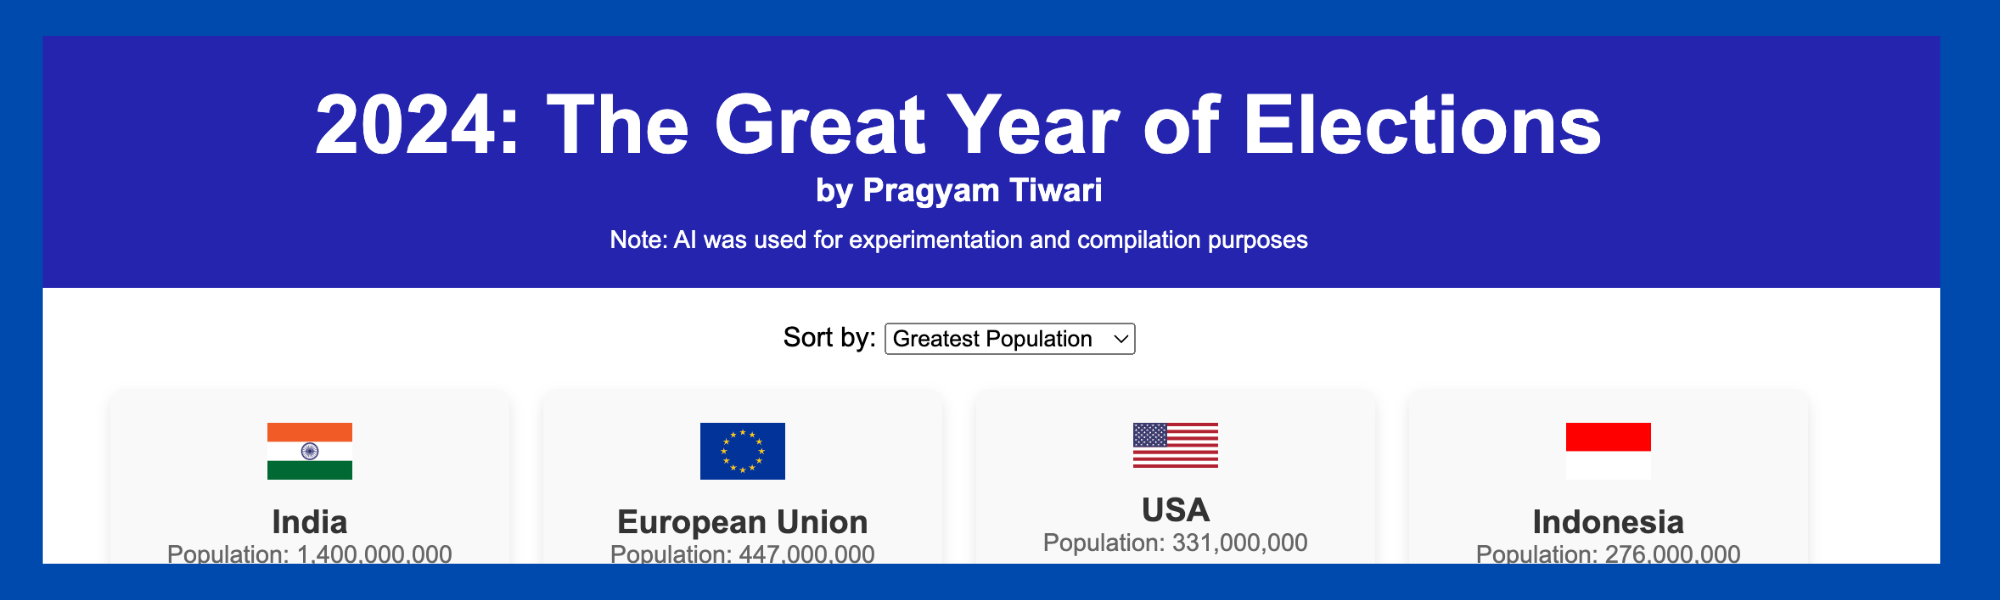 2024: The Great Year of Elections
by Pragyam Tiwari
Note: AI was used for experimentation and compilation purposes
Sort by: Greatest Population
India
Population: 1,400,000,000
European Union
Population: 447,000,000
USA
Population: 331,000,000
Indonesia
Population: 276,000,000